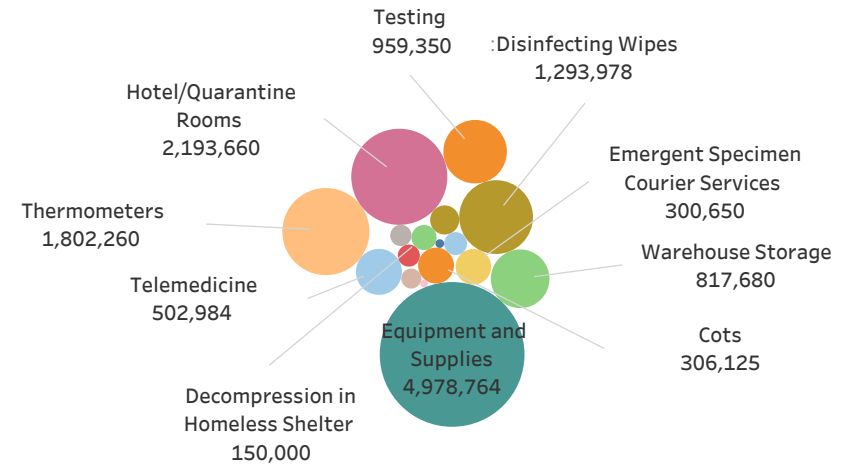 Testing
959,350
:Disinfecting Wipes
1,293,978
Hotel/Quarantine
Rooms
2,193,660
Emergent Specimen
Courier Services
300,650
Thermometers
1,802,260
Warehouse Storage
817,680
Telemedicine
502,984
Equipment and
Supplies
4,978,764
Cots
306,125
Decompression in
Homeless Shelter
150,000